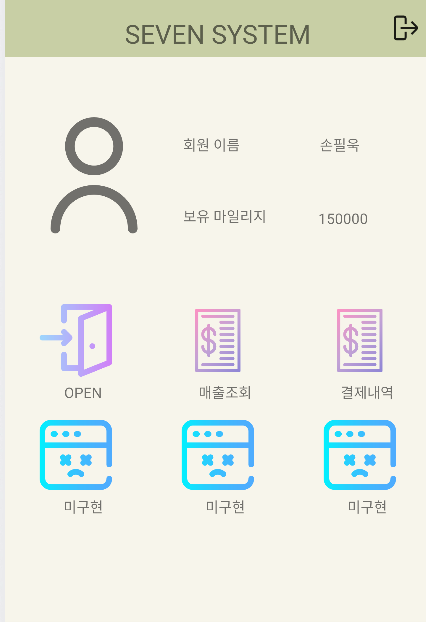 SEVEN SYSTEM
회원 이름 손필욱
보유 마일리지 150000
OPEN 매출조회 결제내역
미구현 미구현 미구현